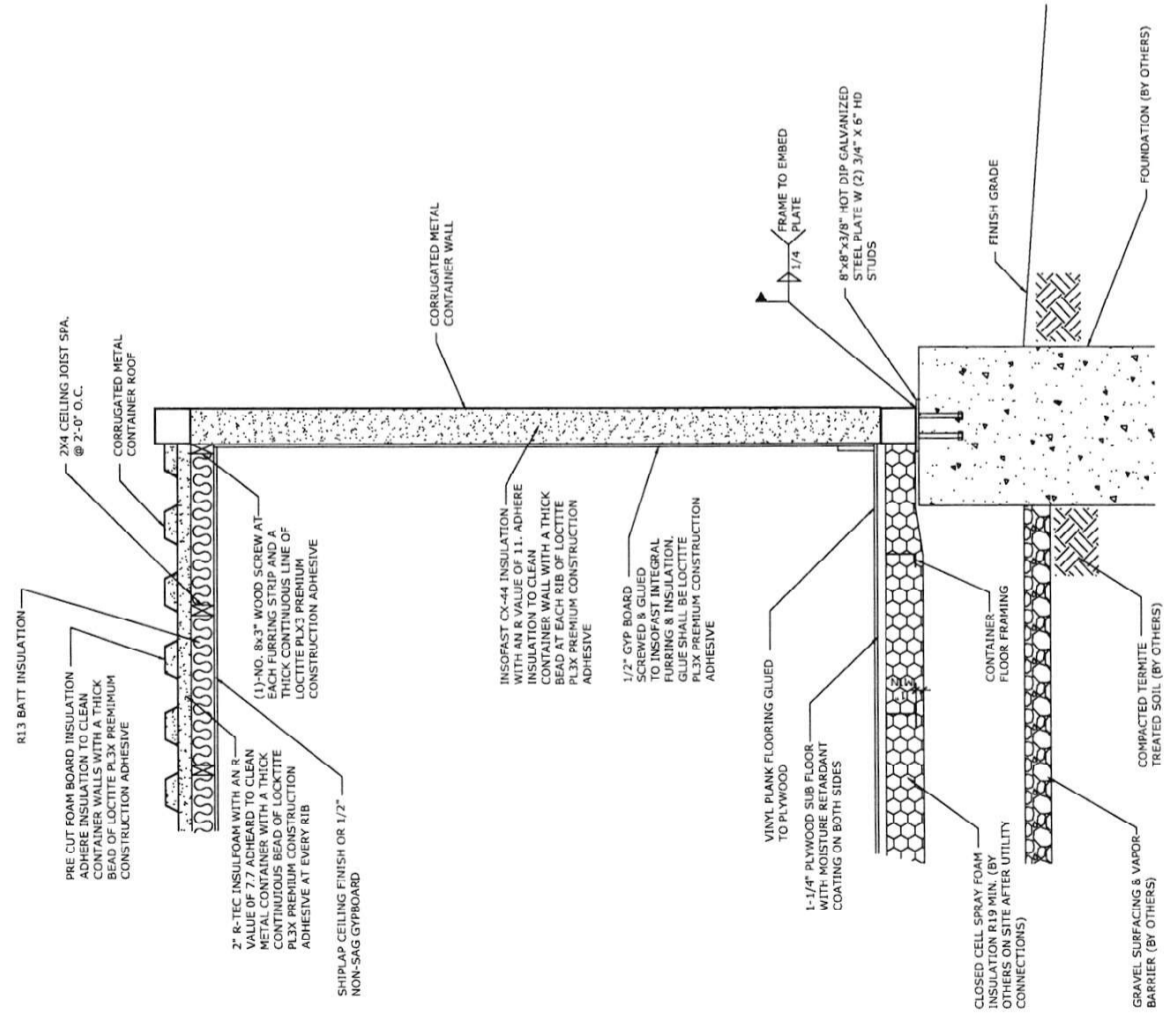 R13 BATT INSULATION
PRE CUT FOAM BOARD INSULATION
ADHERE INSULATION TO CLEAN
CONTAINER WALLS WITH A THICK
BEAD OF LOCTITE PL3X PREMIMUM
CONSTRUCTION ADHESIVE
2X4 CEILING JOIST SPA.
@ 2'-0" O.C.
CORRUGATED METAL
CONTAINER ROOF
2" R-TEC INSULFOAM WITH AN R
VALUE OF 7.7 ADHEARD TO CLEAN
METAL CONTAINER WITH A THICK
CONTINUIOUS BEAD OF LOCKTITE
PL3X PREMIUM CONSTRUCTION
ADHESIVE AT EVERY RIB
(1)-NO. 8x3" WOOD SCREW AT
EACH FURRING STRIP AND A
THICK CONTINUOUS LINE OF
LOCTITE PLX3 PREMIUM
CONSTRUCTION ADHESIVE
SHIPLAP CEILING FINISH OR 1/2"
NON-SAG GYPBOARD
CORRUGATED METAL
CONTAINER WALL
INSOFAST CX-44 INSULATION
WITH AN R VALUE OF 11. ADHERE
INSULATION TO CLEAN
CONTAINER WALL WITH A THICK
BEAD AT EACH RIB OF LOCTITE
PL3X PREMIUM CONSTRUCTION
ADHESIVE
1/2" GYP BOARD
SCREWED & GLUED
TO INSOFAST INTEGRAL
FURRING & INSULATION.
GLUE SHALL BE LOCTITE
PL3X PREMIUM CONSTRUCTION
ADHESIVE
VINYL PLANK FLOORING GLUED
TO PLYWOOD
FRAME TO EMBED
PLATE
1/4
1-1/4" PLYWOOD SUB FLOOR
WITH MOISTURE RETARDANT
COATING ON BOTH SIDES
8"x8"x3/8" HOT DIP GALVANIZED
STEEL PLATE W (2) 3/4" X 6" HD
STUDS
CLOSED CELL SPRAY FOAM
INSULATION R19 MIN. (BY
OTHERS ON SITE AFTER UTILITY
CONNECTIONS)
CONTAINER
FLOOR FRAMING
FINISH GRADE
GRAVEL SURFACING & VAPOR
BARRIER (BY OTHERS)
COMPACTED TERMITE
TREATED SOIL (BY OTHERS)
FOUNDATION (BY OTHERS)